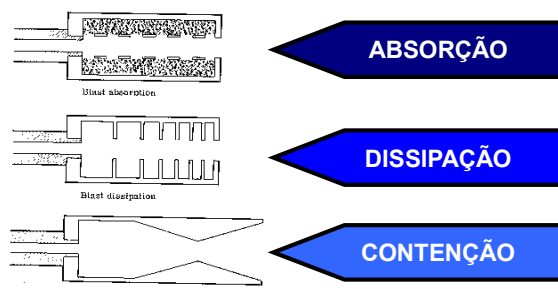 ABSORÇÃO
Blast absorption
DISSIPAÇÃO
Blast dissipation
CONTENÇÃO